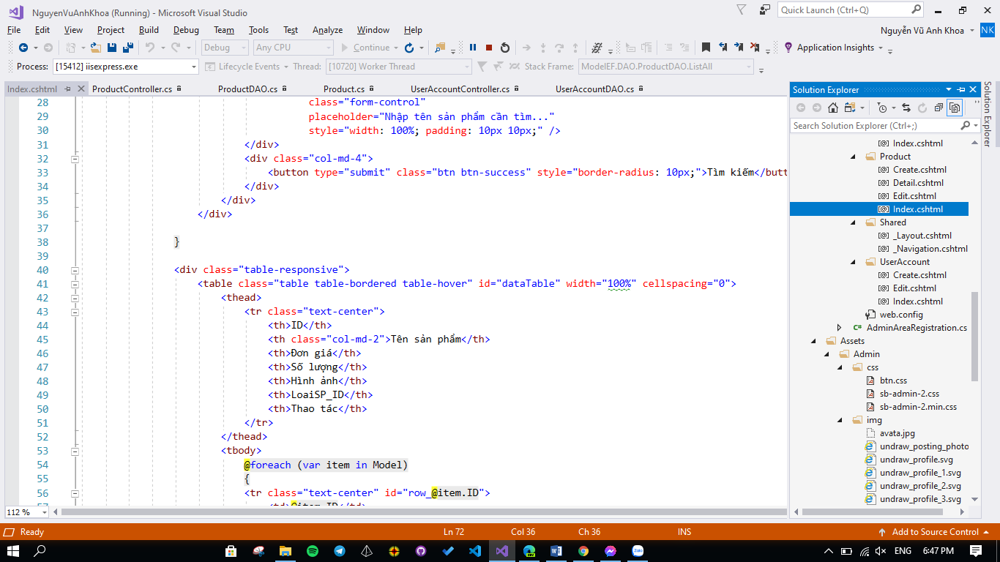 NguyenVuAnhKhoa (Running) - Microsoft Visual Studio
Quick Launch (Ctrl+Q)
File Edit View Project Build Debug Team Tools Test Analyze Window Help
Nguyễn Vũ Anh Khoa NK
Debug Any CPU Continue Application Insights
Process: [15412] iisexpress.exe Lifecycle Events Thread: [10720] Worker Thread Stack Frame: ModelEF.DAO.ProductDAO.ListAll
Index.cshtml ProductController.cs ProductDAO.cs Product.cs UserAccountController.cs UserAccountDAO.cs
28 class="form-control"
29 placeholder="Nhập tên sản phẩm cần tìm..."
30 style="width: 100%; padding: 10px 10px;" />
31 </div>
32 <div class="col-md-4">
33 <button type="submit" class="btn btn-success" style="border-radius: 10px;">Tìm kiếm</butt
34 </div>
35 </div>
36 </div>
37
38 }
39
40 <div class="table-responsive">
41 <table class="table table-bordered table-hover" id="dataTable" width="100%" cellspacing="0">
42 <thead>
43 <tr class="text-center">
44 <th>ID</th>
45 <th class="col-md-2">Tên sản phẩm</th>
46 <th>Đơn giá</th>
47 <th>Số lượng</th>
48 <th>Hình ảnh</th>
49 <th>LoaiSP_ID</th>
50 <th>Thao tác</th>
51 </tr>
52 </thead>
53 <tbody>
54 @foreach (var item in Model)
55 {
56 <tr class="text-center" id="row_@item.ID">
57 <td>@item.ID</td>
112 %
Solution Explorer
Search Solution Explorer (Ctrl+;)
Index.cshtml
Product
Create.cshtml
Detail.cshtml
Edit.cshtml
Index.cshtml
Shared
_Layout.cshtml
_Navigation.cshtml
UserAccount
Create.cshtml
Edit.cshtml
Index.cshtml
web.config
C# AdminAreaRegistration.cs
Assets
Admin
css
btn.css
sb-admin-2.css
sb-admin-2.min.css
img
avata.jpg
undraw_posting_photo
undraw_profile.svg
undraw_profile_1.svg
undraw_profile_2.svg
undraw_profile_3.svg
Solution Explorer
Ready Ln 72 Col 36 Ch 36 INS Add to Source Control
DEV Zalo ENG 6:47 PM